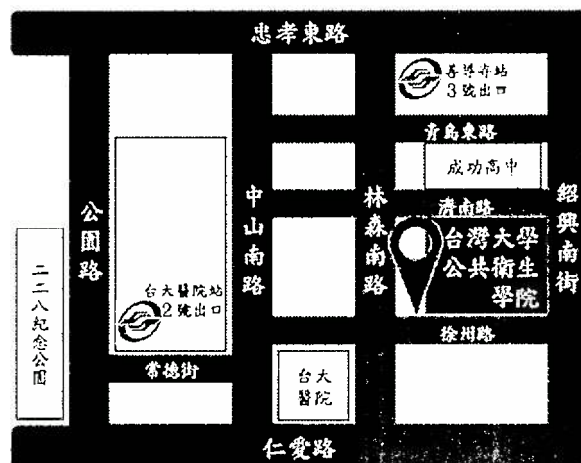 忠孝東路
善導寺站
3號出口
青島東路
成功高中
公園路
中山南路
林森南路
濟南路
紹興南街
台灣大學
公共衛生
學院
二二八紀念公園
台大醫院站
2號出口
徐州路
常德街
台大
醫院
仁愛路